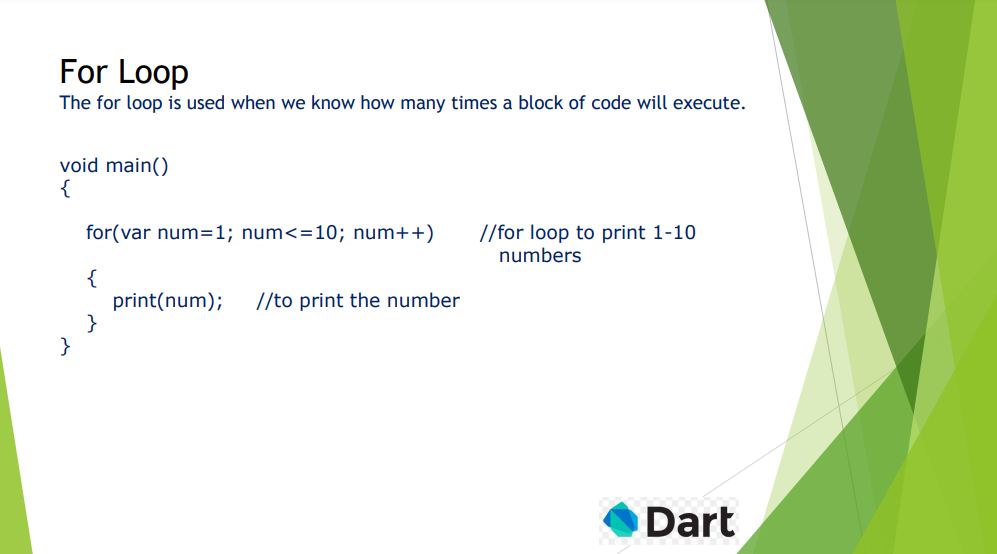 For Loop
The for loop is used when we know how many times a block of code will execute.
void main()
{
for(var num=1; num<=10; num++) //for loop to print 1-10
numbers
{
print(num); //to print the number
}
}
Dart